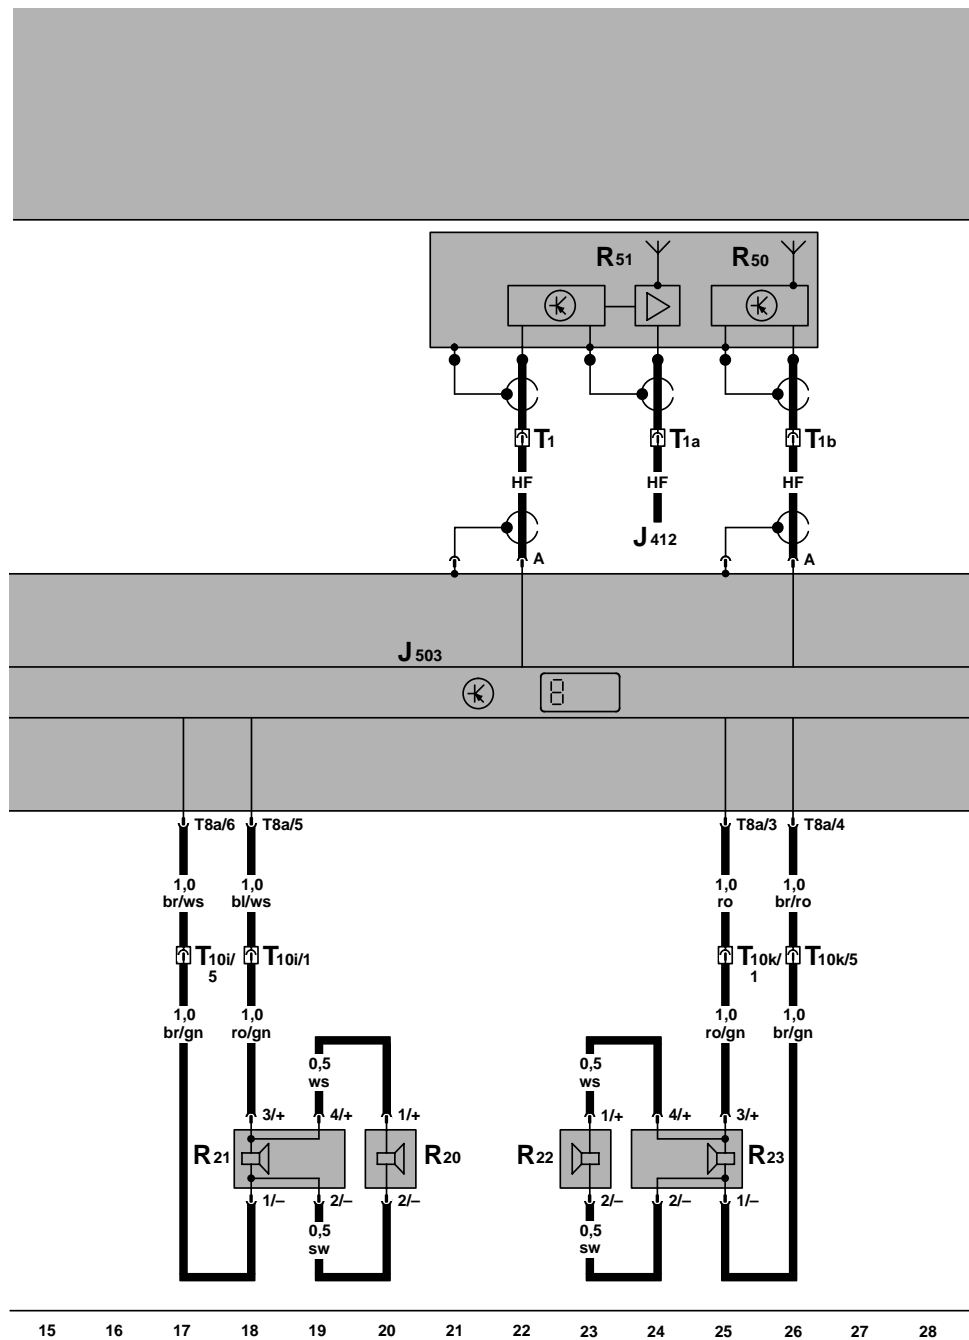 R51 R50
T1 T1a T1b
HF HF HF
J412
A A
J503
T8a/6 T8a/5 T8a/3 T8a/4
1,0 1,0 1,0 1,0
br/ws bl/ws ro br/ro
T10i/ T10i/1 T10k/ T10k/5
5 1
1,0 1,0 1,0 1,0
br/gn ro/gn ro/gn br/gn
0,5 0,5
ws ws
3/+ 4/+ 1/+ 1/+ 4/+ 3/+
R21 R20 R22 R23
1/– 2/– 2/– 2/– 2/– 1/–
0,5 0,5
sw sw
15 16 17 18 19 20 21 22 23 24 25 26 27 28